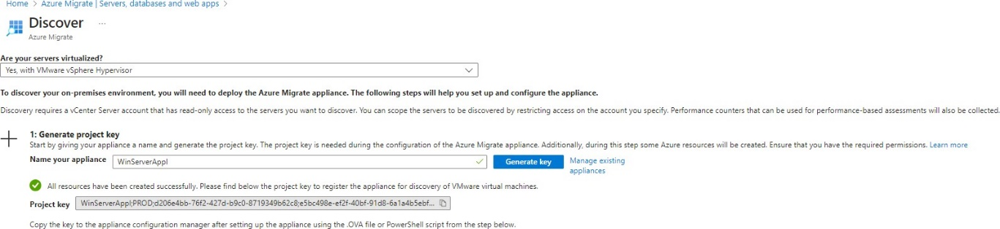 Home > Azure Migrate | Servers, databases and web apps >
Discover ...
Azure Migrate
Are your servers virtualized?
Yes, with VMware vSphere Hypervisor
To discover your on-premises environment, you will need to deploy the Azure Migrate appliance. The following steps will help you set up and configure the appliance.
Discovery requires a vCenter Server account that has read-only access to the servers you want to discover. You can scope the servers to be discovered by restricting access on the account you specify. Performance counters that can be used for performance-based assessments will also be collected.
1: Generate project key
Start by giving your appliance a name and generate the project key. The project key is needed during the configuration of the Azure Migrate appliance. Additionally, during this step some Azure resources will be created. Ensure that you have the required permissions. Learn more
Name your appliance WinServerAppl Generate key Manage existing
appliances
All resources have been created successfully. Please find below the project key to register the appliance for discovery of VMware virtual machines.
Project key WinServerAppl;PROD;d206e4bb-76f2-427d-b9c0-8719349b62c8;e5bc498e-ef2f-40bf-91d8-6a1a4b5ebf...
Copy the key to the appliance configuration manager after setting up the appliance using the .OVA file or PowerShell script from the step below.